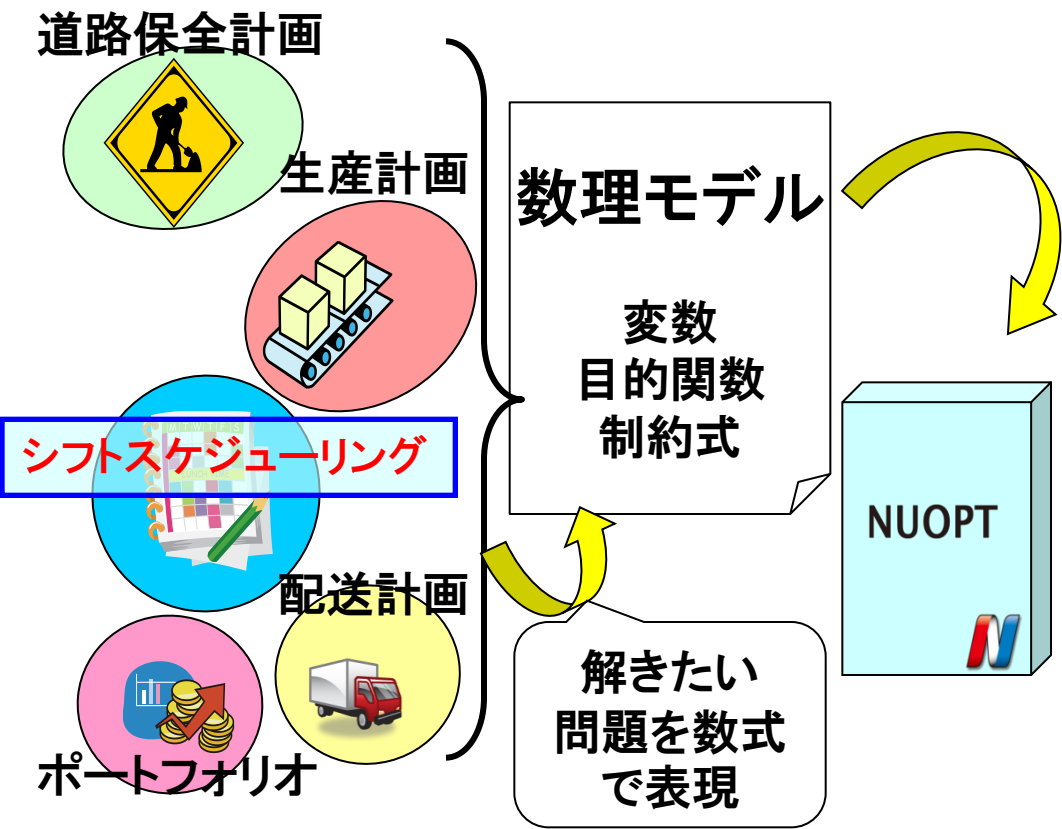 道路保全計画
生産計画
シフトスケジューリング
配送計画
ポートフォリオ
数理モデル
変数
目的関数
制約式
解きたい
問題を数式
で表現
NUOPT